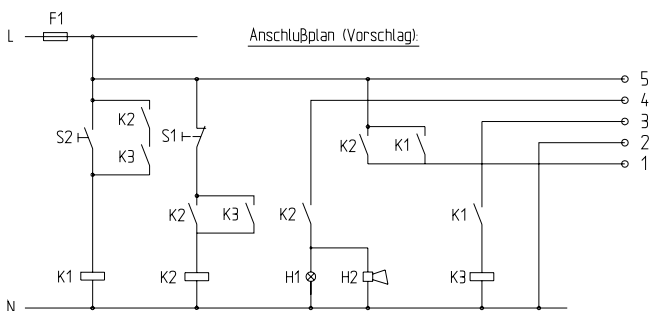 F1
L
Anschlußplan (Vorschlag):
5
4
3
2
1
S2
K2
K3
S1
K2
K1
K2
K3
K2
K1
K1
K2
H1
H2
K3
N